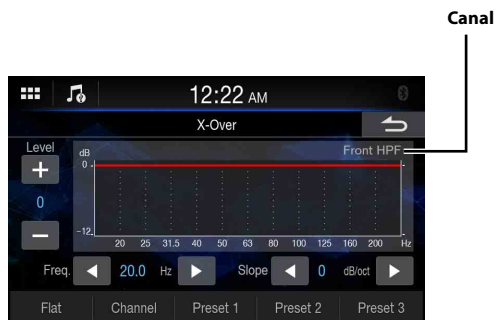 Canal
12:22 AM
X-Over
Level
dB
Front HPF
0
0
-12
20 25 31.5 40 50 63 80 100 125 160 200 Hz
Freq. 20.0 Hz Slope 0 dB/oct
Flat Channel Preset 1 Preset 2 Preset 3